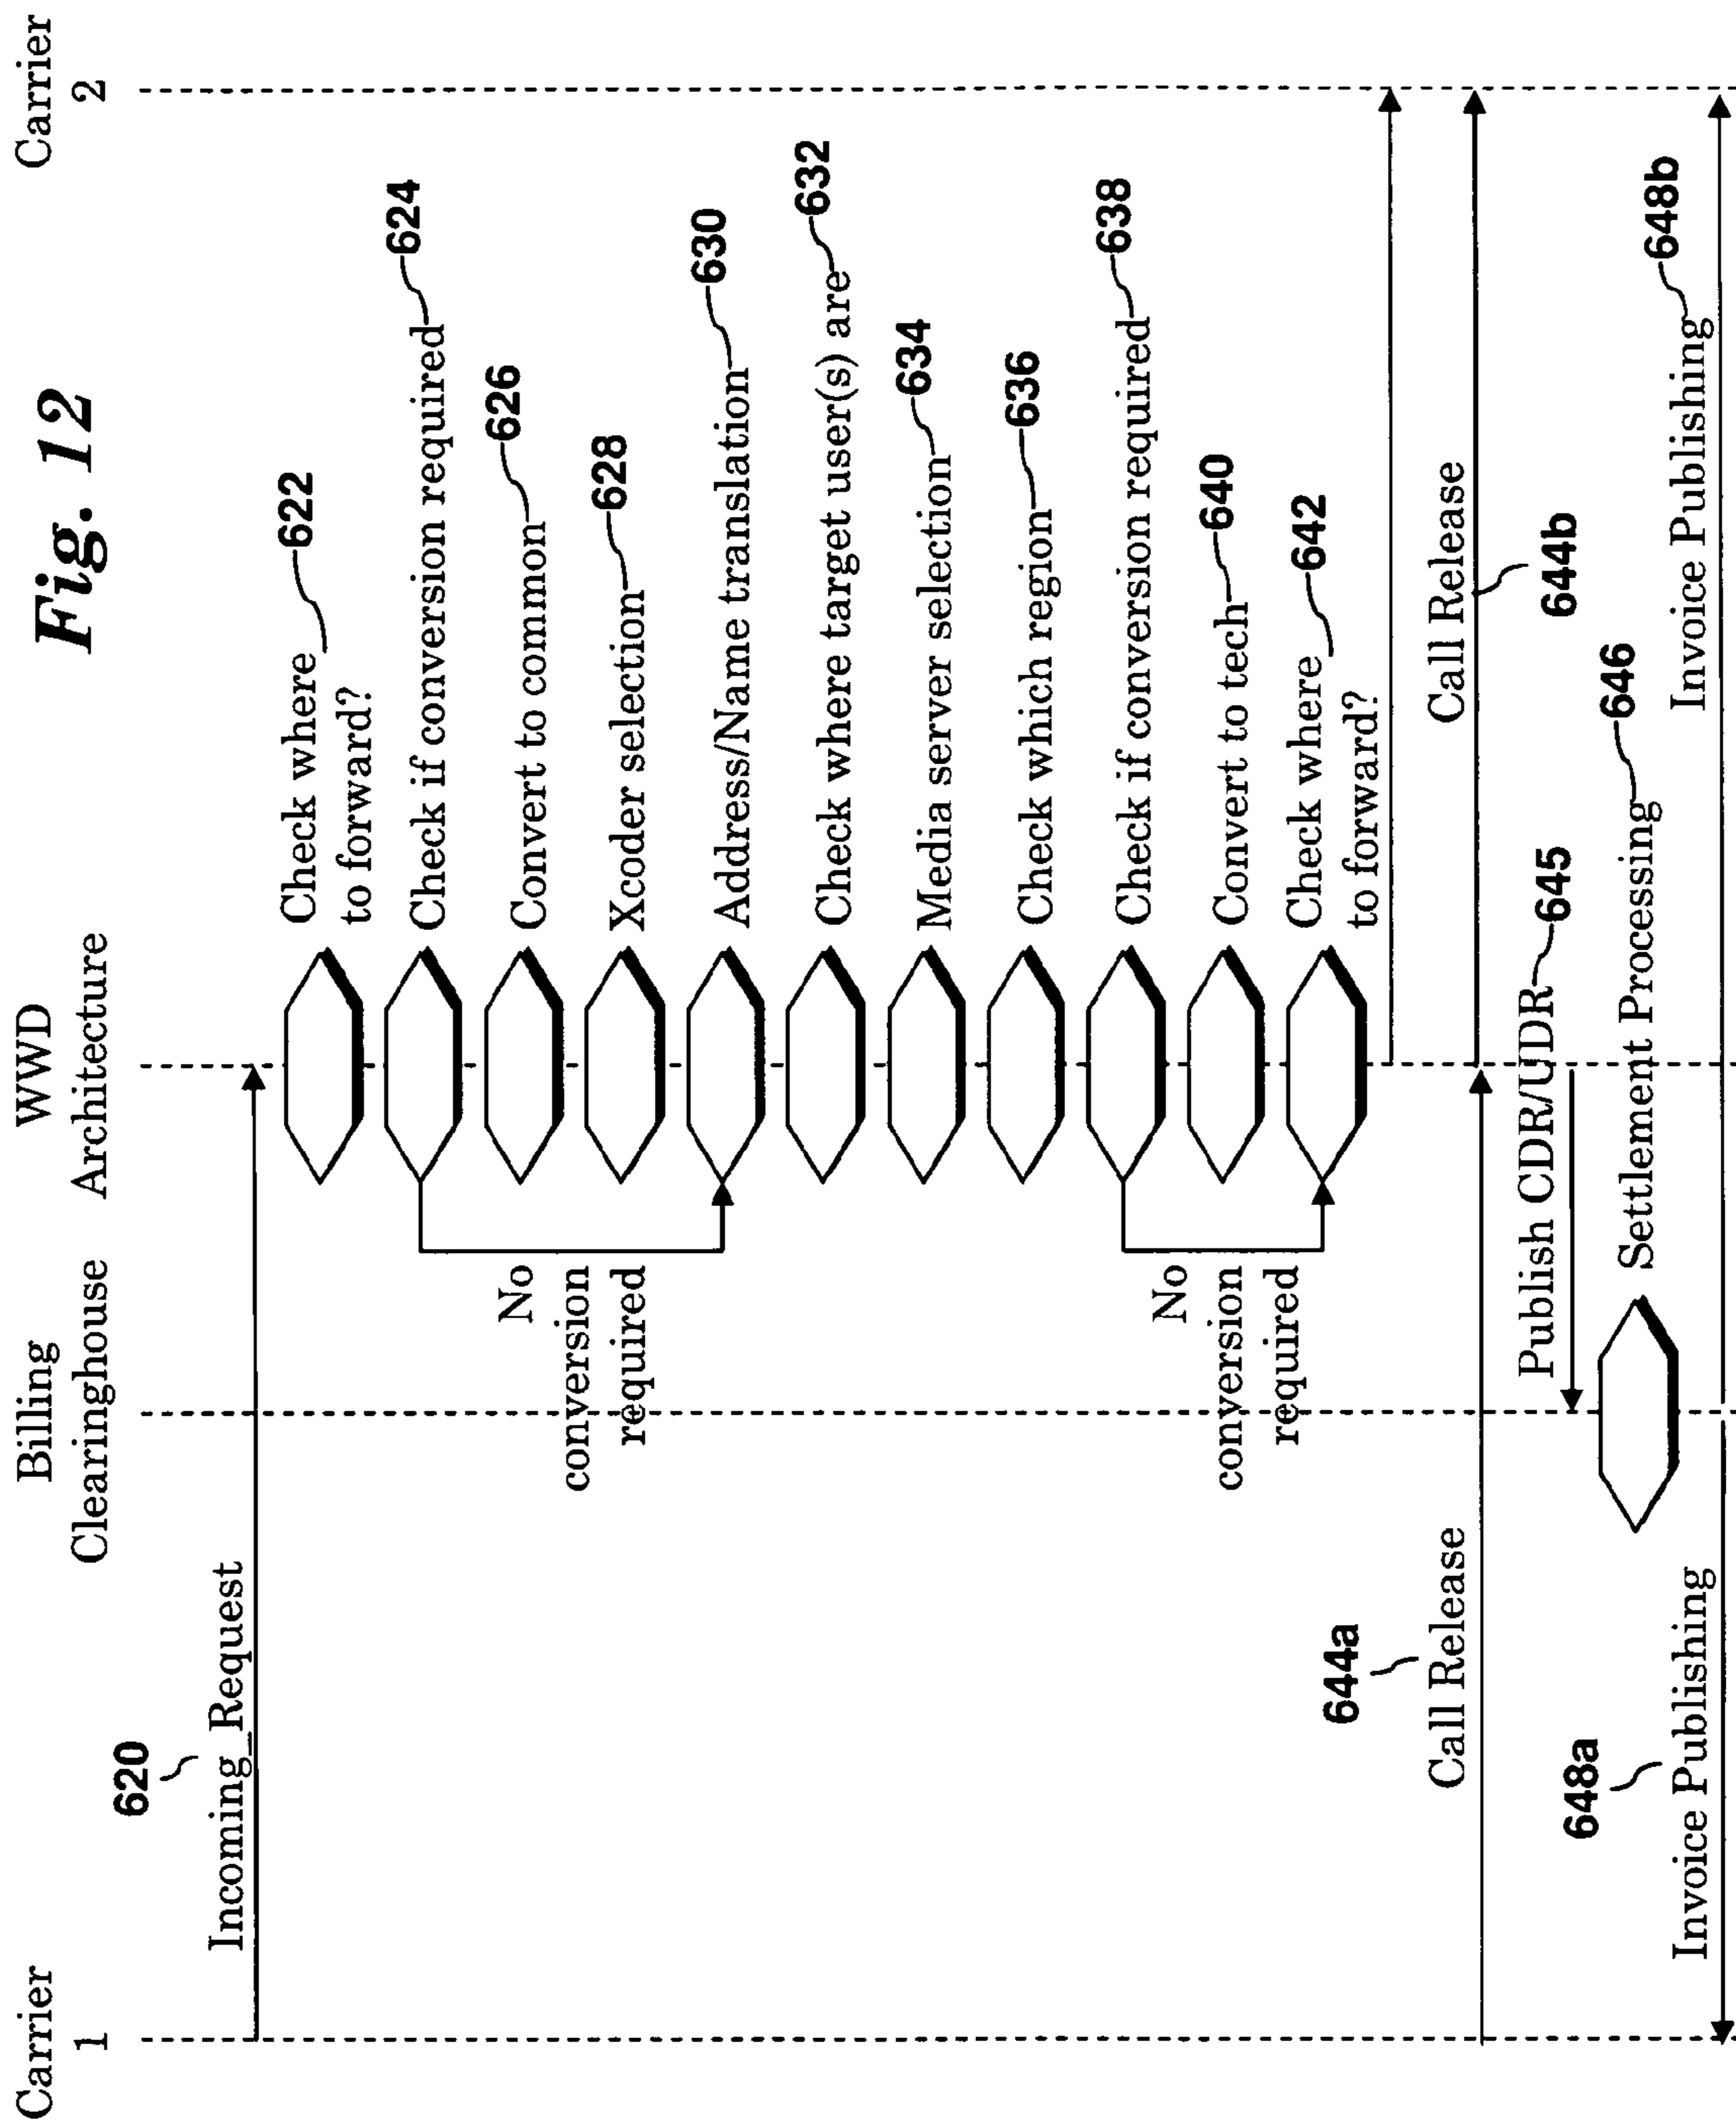 Fig. 12
Carrier
1
Billing
Clearinghouse
WWD
Architecture
Carrier
2
620
Incoming_Request
Check where
to forward?
622
Check if conversion required
624
Convert to common
626
Xcoder selection
628
No
conversion
required
Address/Name translation
630
Check where target user(s) are
632
Media server selection
634
Check which region
636
Check if conversion required
638
Convert to tech
640
No
conversion
required
Check where
to forward?
642
644a
Call Release
Call Release
644b
Publish CDR/UDR
645
Settlement Processing
646
648a
Invoice Publishing
Invoice Publishing
648b